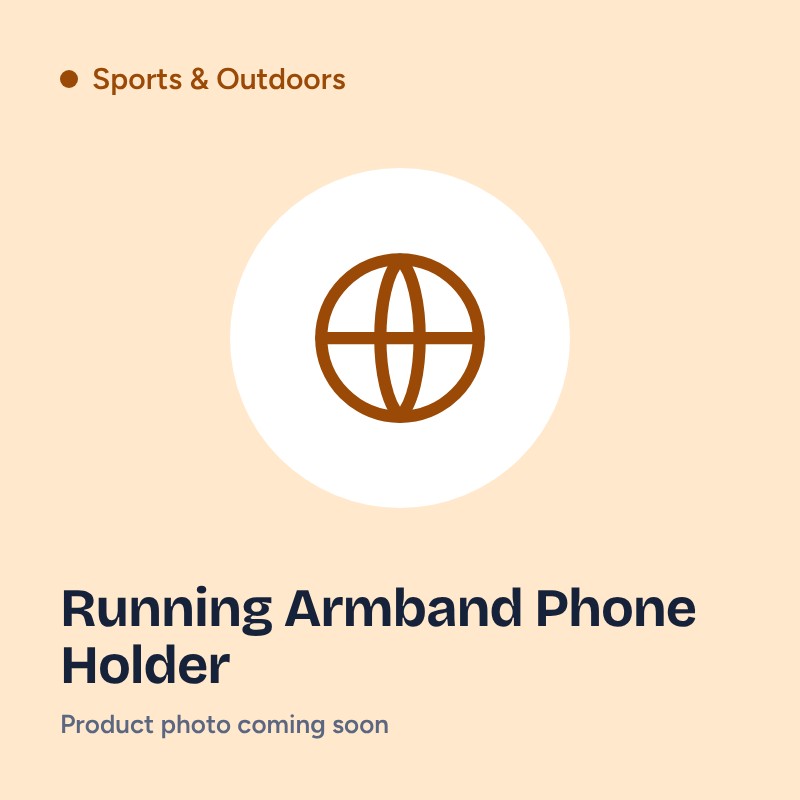 Sports & Outdoors
Running Armband Phone
Holder
Product photo coming soon